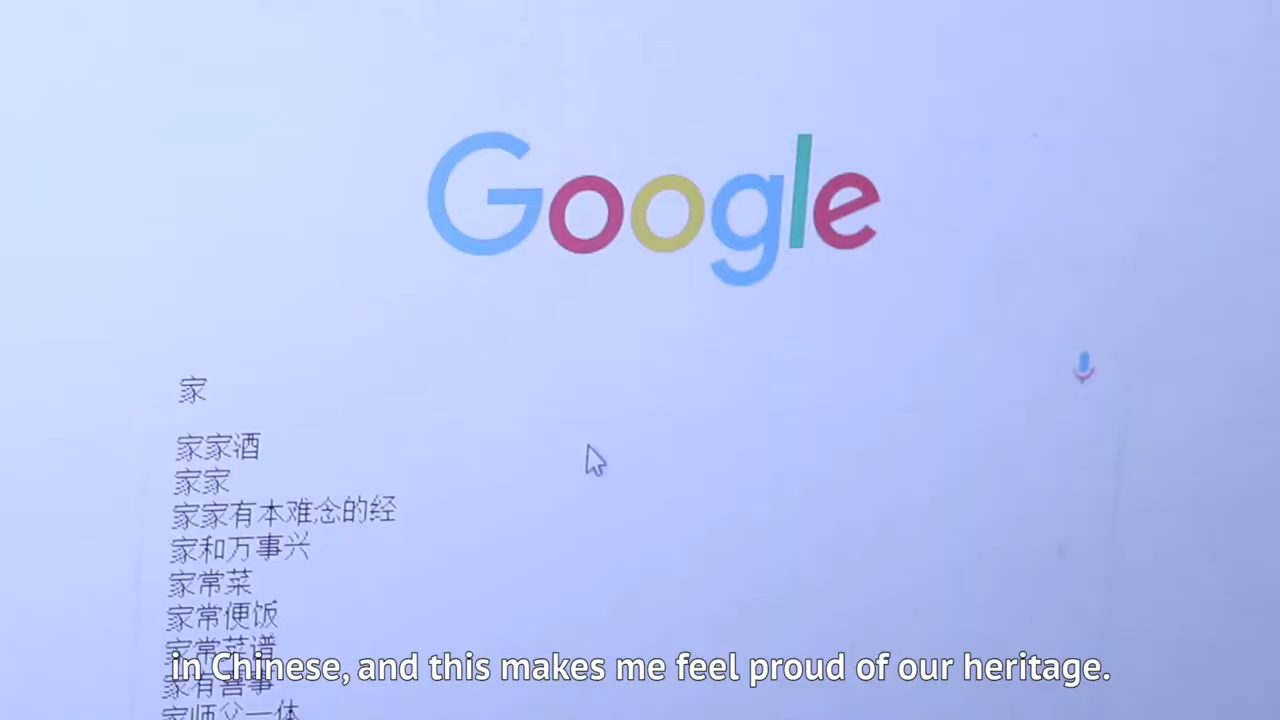 Google
家
家家酒
家家
家家有本难念的经
家和万事兴
家常菜
家常便饭
家常菜谱
in Chinese, and this makes me feel proud of our heritage.
家有喜事